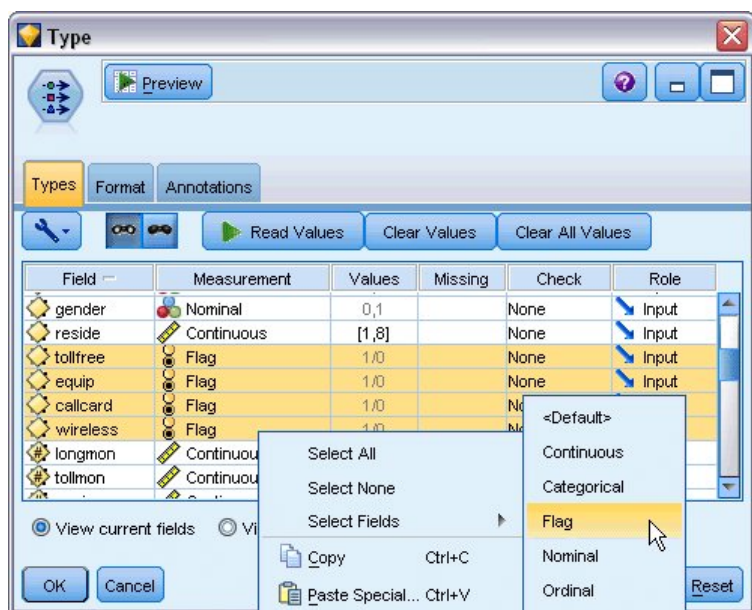 Type
Preview
Types Format Annotations
Read Values Clear Values Clear All Values
Field Measurement Values Missing Check Role
gender Nominal 0,1 None Input
reside Continuous [1,8] None Input
tollfree Flag 1/0 None Input
equip Flag 1/0 None Input
callcard Flag 1/0
wireless Flag 1/0
longmon
tollmon
View current fields
Select All
Select None
Select Fields
Copy Ctrl+C
Paste Special... Ctrl+V
<Default>
Continuous
Categorical
Flag
Nominal
Ordinal
OK Cancel Reset